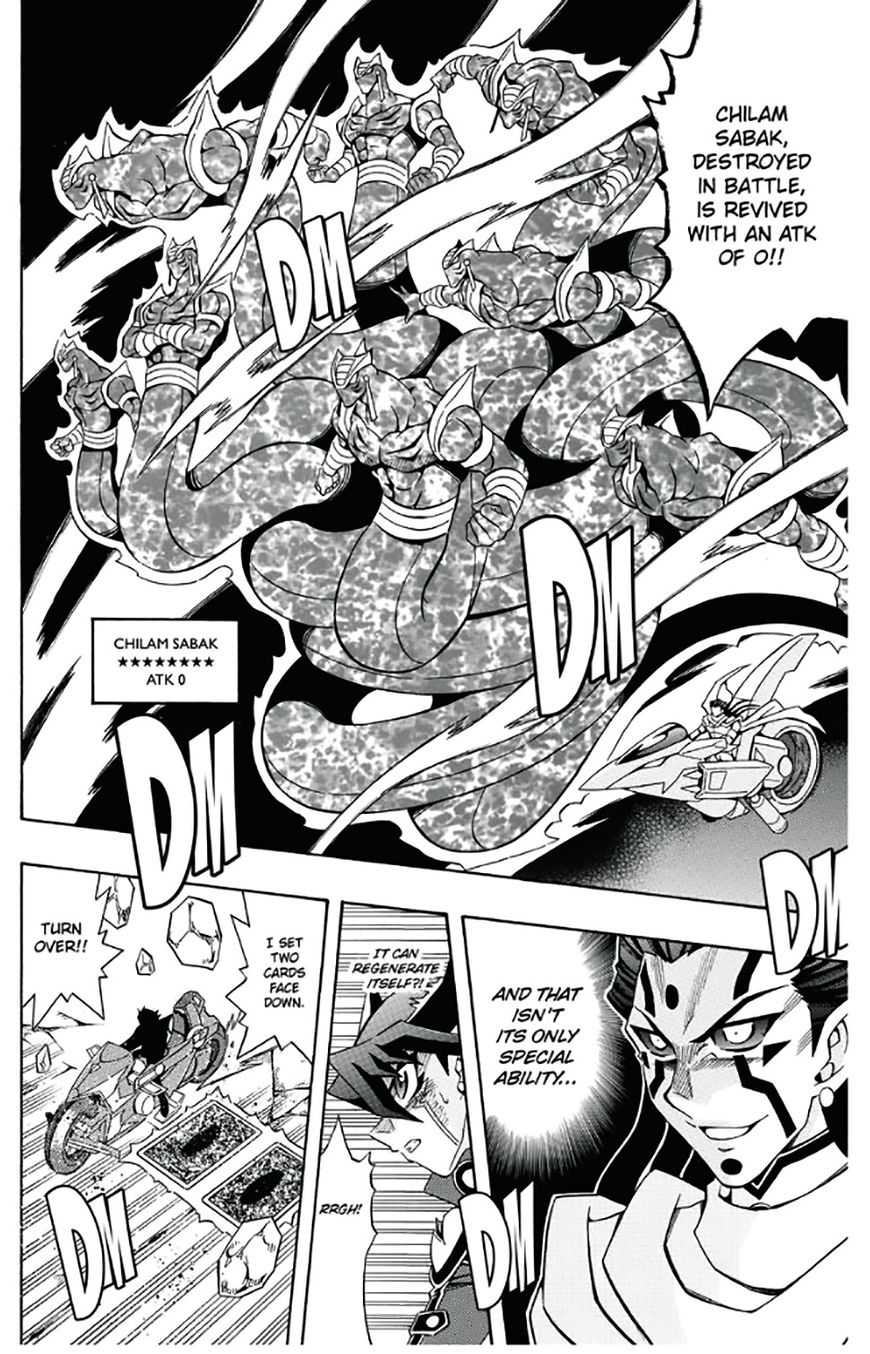 CHILAM
SABAK,
DESTROYED
IN BATTLE,
IS REVIVED
WITH AN ATK
OF 0!!
DM
DM
CHILAM SABAK
★★★★★★★★
ATK 0
DM
DM
AND THAT
ISN'T
ITS ONLY
SPECIAL
ABILITY...
DM
IT CAN
REGENERATE
ITSELF?!
RRGH!
I SET
TWO
CARDS
FACE
DOWN.
TURN
OVER!!
DM